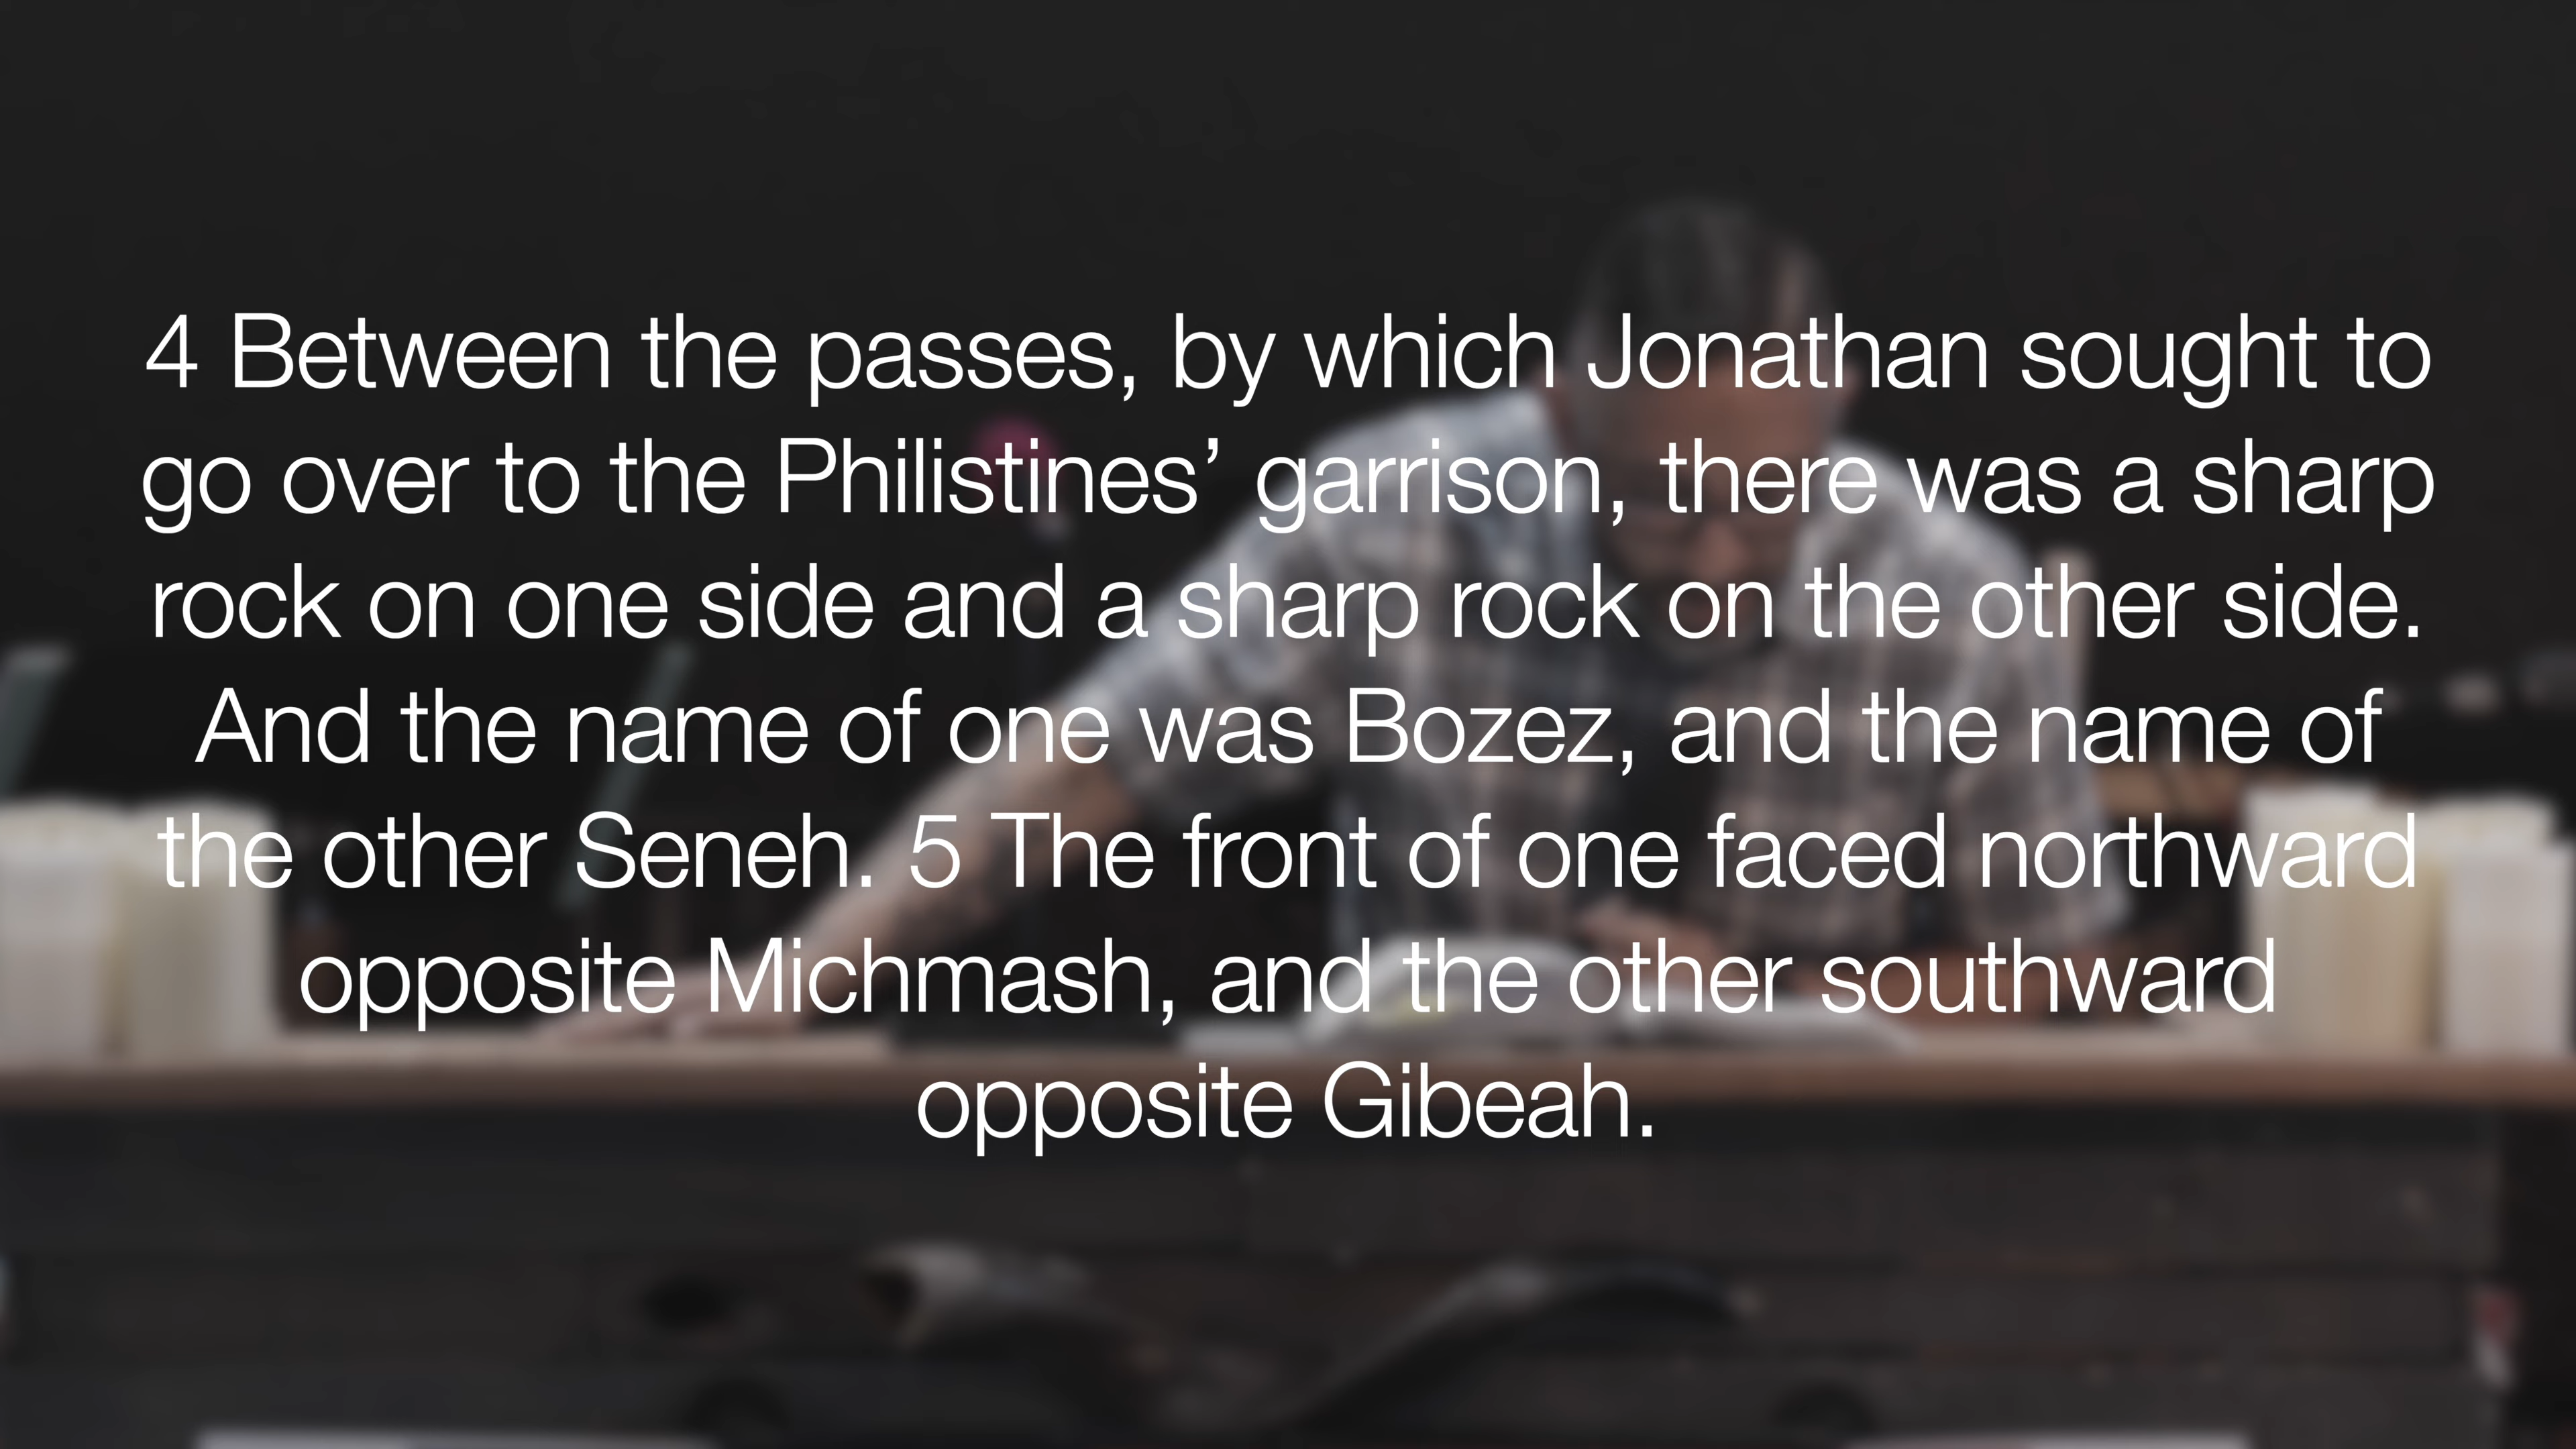 4 Between the passes, by which Jonathan sought to
go over to the Philistines’ garrison, there was a sharp
rock on one side and a sharp rock on the other side.
And the name of one was Bozez, and the name of
the other Seneh. 5 The front of one faced northward
opposite Michmash, and the other southward
opposite Gibeah.